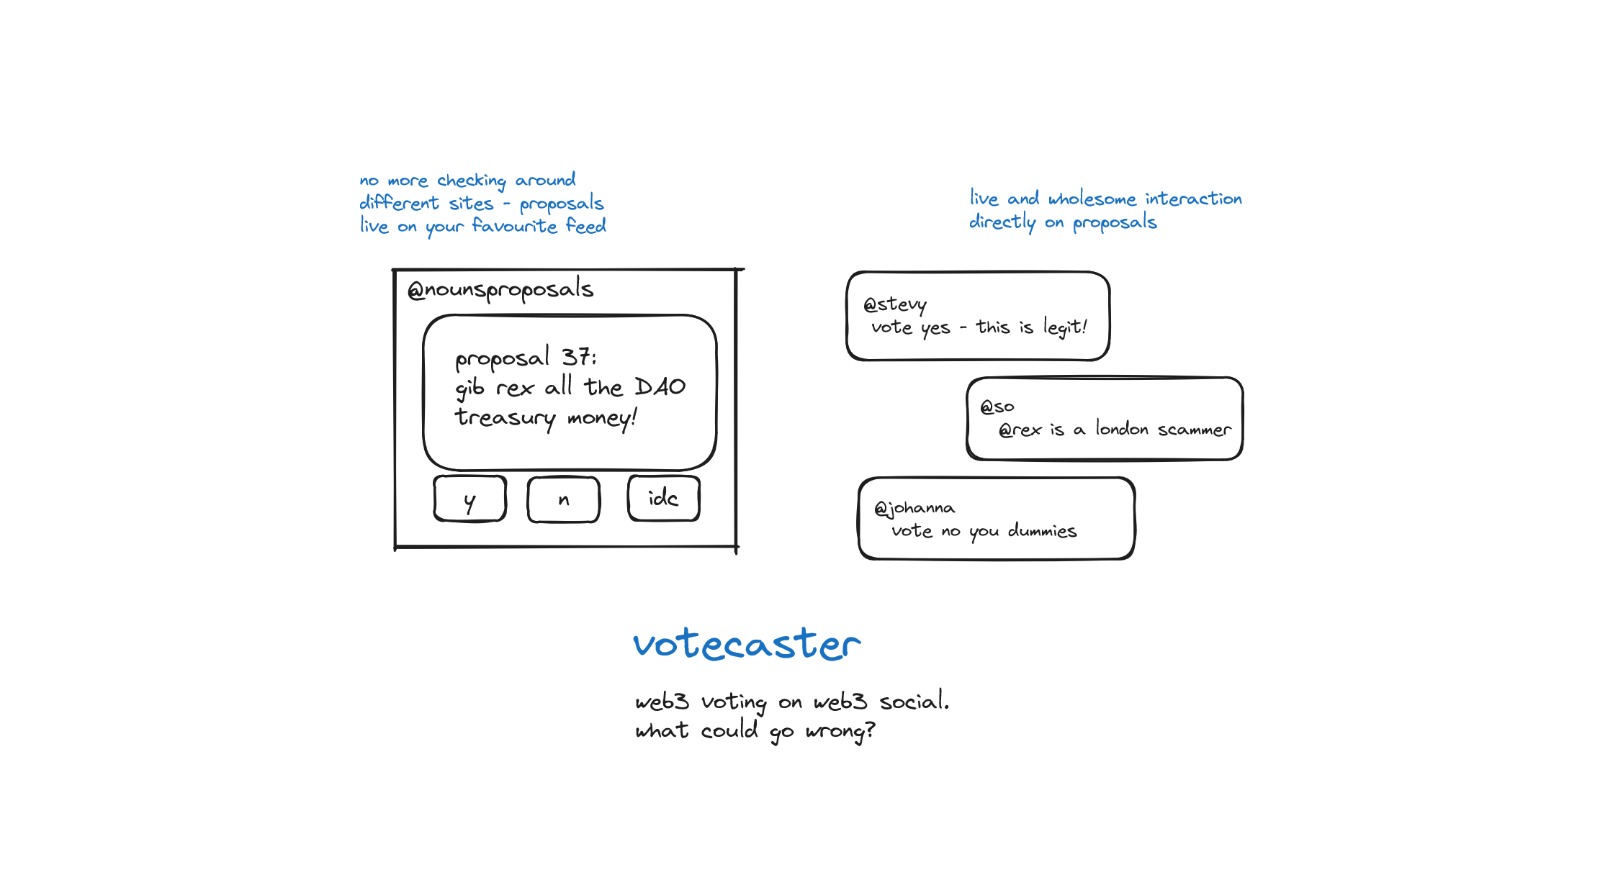 no more checking around
different sites - proposals
live on your favourite feed
@nounsproposals
proposal 37:
gib rex all the DAO
treasury money!
y
n
idc
live and wholesome interaction
directly on proposals
@stevy
vote yes - this is legit!
@so
@rex is a london scammer
@johanna
vote no you dummies
votecaster
web3 voting on web3 social.
what could go wrong?